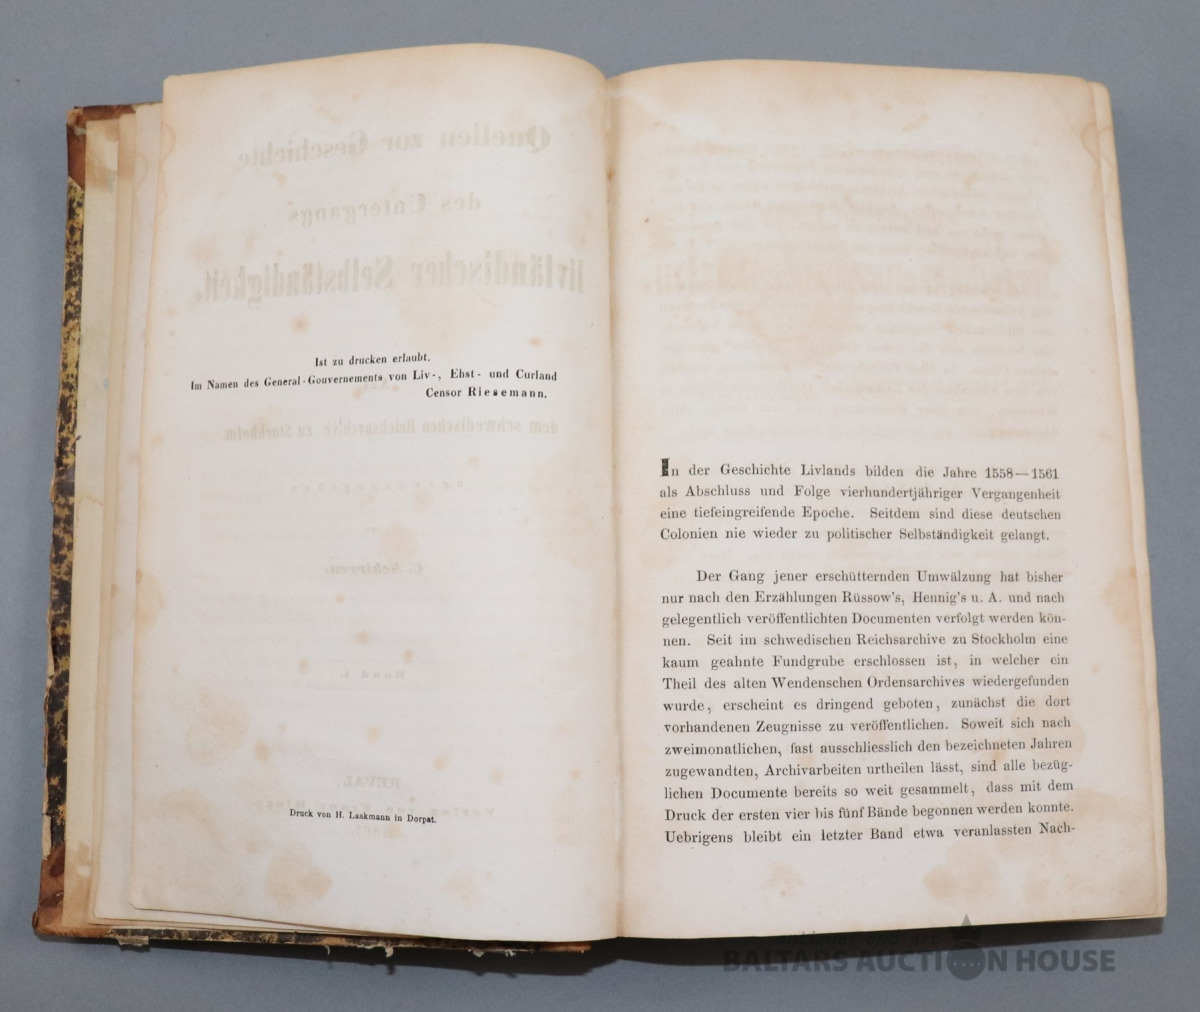 Ist zu drucken erlaubt.
Im Namen des General-Gouvernements von Liv-, Ehst- und Curland
Censor Riesemann.
Druck von H. Laakmann in Dorpat.
In der Geschichte Livlands bilden die Jahre 1558—1561
als Abschluss und Folge vierhundertjähriger Vergangenheit
eine tiefeingreifende Epoche. Seitdem sind diese deutschen
Colonien nie wieder zu politischer Selbständigkeit gelangt.
Der Gang jener erschütternden Umwälzung hat bisher
nur nach den Erzählungen Rüssow's, Hennig's u. A. und nach
gelegentlich veröffentlichten Documenten verfolgt werden kön-
nen. Seit im schwedischen Reichsarchive zu Stockholm eine
kaum geahnte Fundgrube erschlossen ist, in welcher ein
Theil des alten Wendenschen Ordensarchives wiedergefunden
wurde, erscheint es dringend geboten, zunächst die dort
vorhandenen Zeugnisse zu veröffentlichen. Soweit sich nach
zweimonatlichen, fast ausschliesslich den bezeichneten Jahren
zugewandten, Archivarbeiten urtheilen lässt, sind alle bezüg-
lichen Documente bereits so weit gesammelt, dass mit dem
Druck der ersten vier bis fünf Bände begonnen werden konnte.
Uebrigens bleibt ein letzter Band etwa veranlassten Nach-
antiques and art
BALTARS AUCTION HOUSE